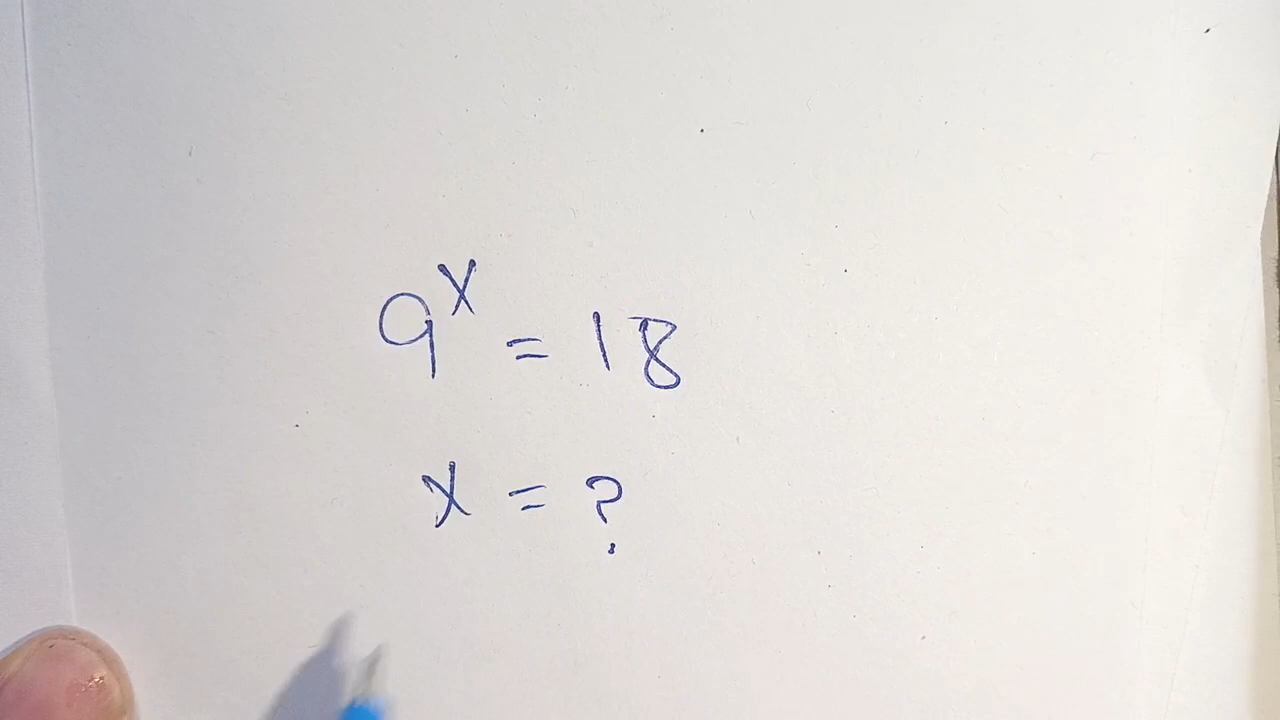 9^x = 18
x = ?